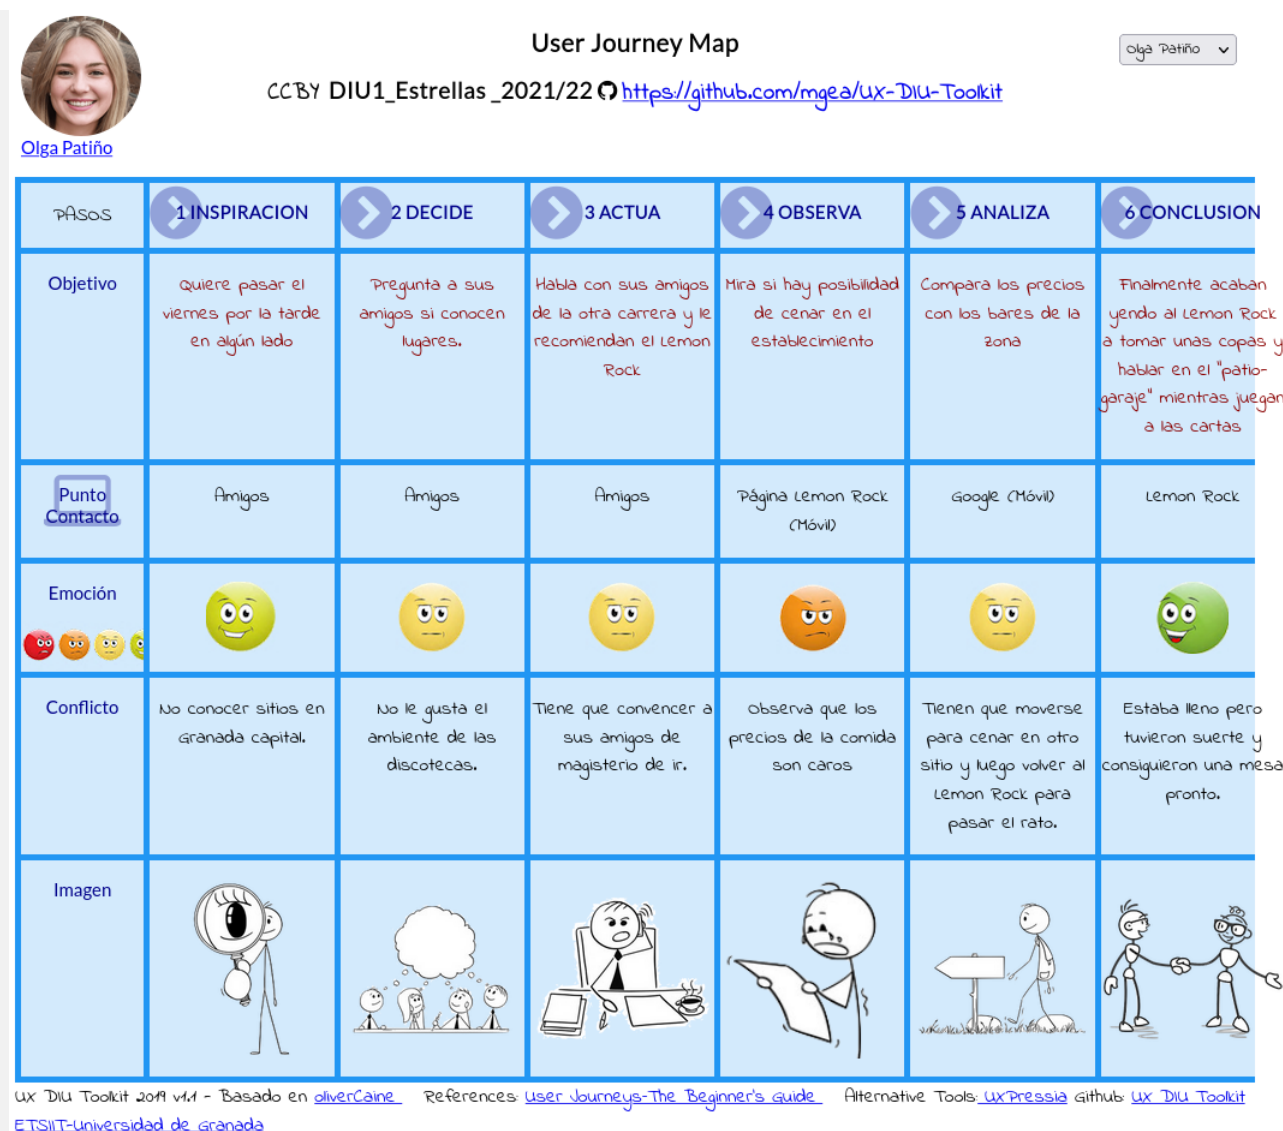 User Journey Map
Olga Patiño
CCBY DIU1_Estrellas _2021/22 https://github.com/mgea/UX-DIU-Toolkit
Olga Patiño
PASOS
1 INSPIRACION
2 DECIDE
3 ACTUA
4 OBSERVA
5 ANALIZA
6 CONCLUSION
Objetivo
Quiere pasar el
viernes por la tarde
en algún lado
Pregunta a sus
amigos si conocen
lugares.
Habla con sus amigos
de la otra carrera y le
recomiendan el Lemon
Rock
Mira si hay posibilidad
de cenar en el
establecimiento
Compara los precios
con los bares de la
zona
Finalmente acaban
yendo al Lemon Rock
a tomar unas copas y
hablar en el "patio-
garaje" mientras juegan
a las cartas
Punto
Contacto
Amigos
Amigos
Amigos
Página Lemon Rock
(Móvil)
Google (Móvil)
Lemon Rock
Emoción
Conflicto
No conocer sitios en
Granada capital.
No le gusta el
ambiente de las
discotecas.
Tiene que convencer a
sus amigos de
magisterio de ir.
Observa que los
precios de la comida
son caros
Tienen que moverse
para cenar en otro
sitio y luego volver al
Lemon Rock para
pasar el rato.
Estaba lleno pero
tuvieron suerte y
consiguieron una mesa
pronto.
Imagen
UX DIU Toolkit 2019 v1.1 - Basado en oliverCaine References: User Journeys-The Beginner's Guide Alternative Tools: UXPressia Github: UX DIU Toolkit
ETSIIT-Universidad de Granada